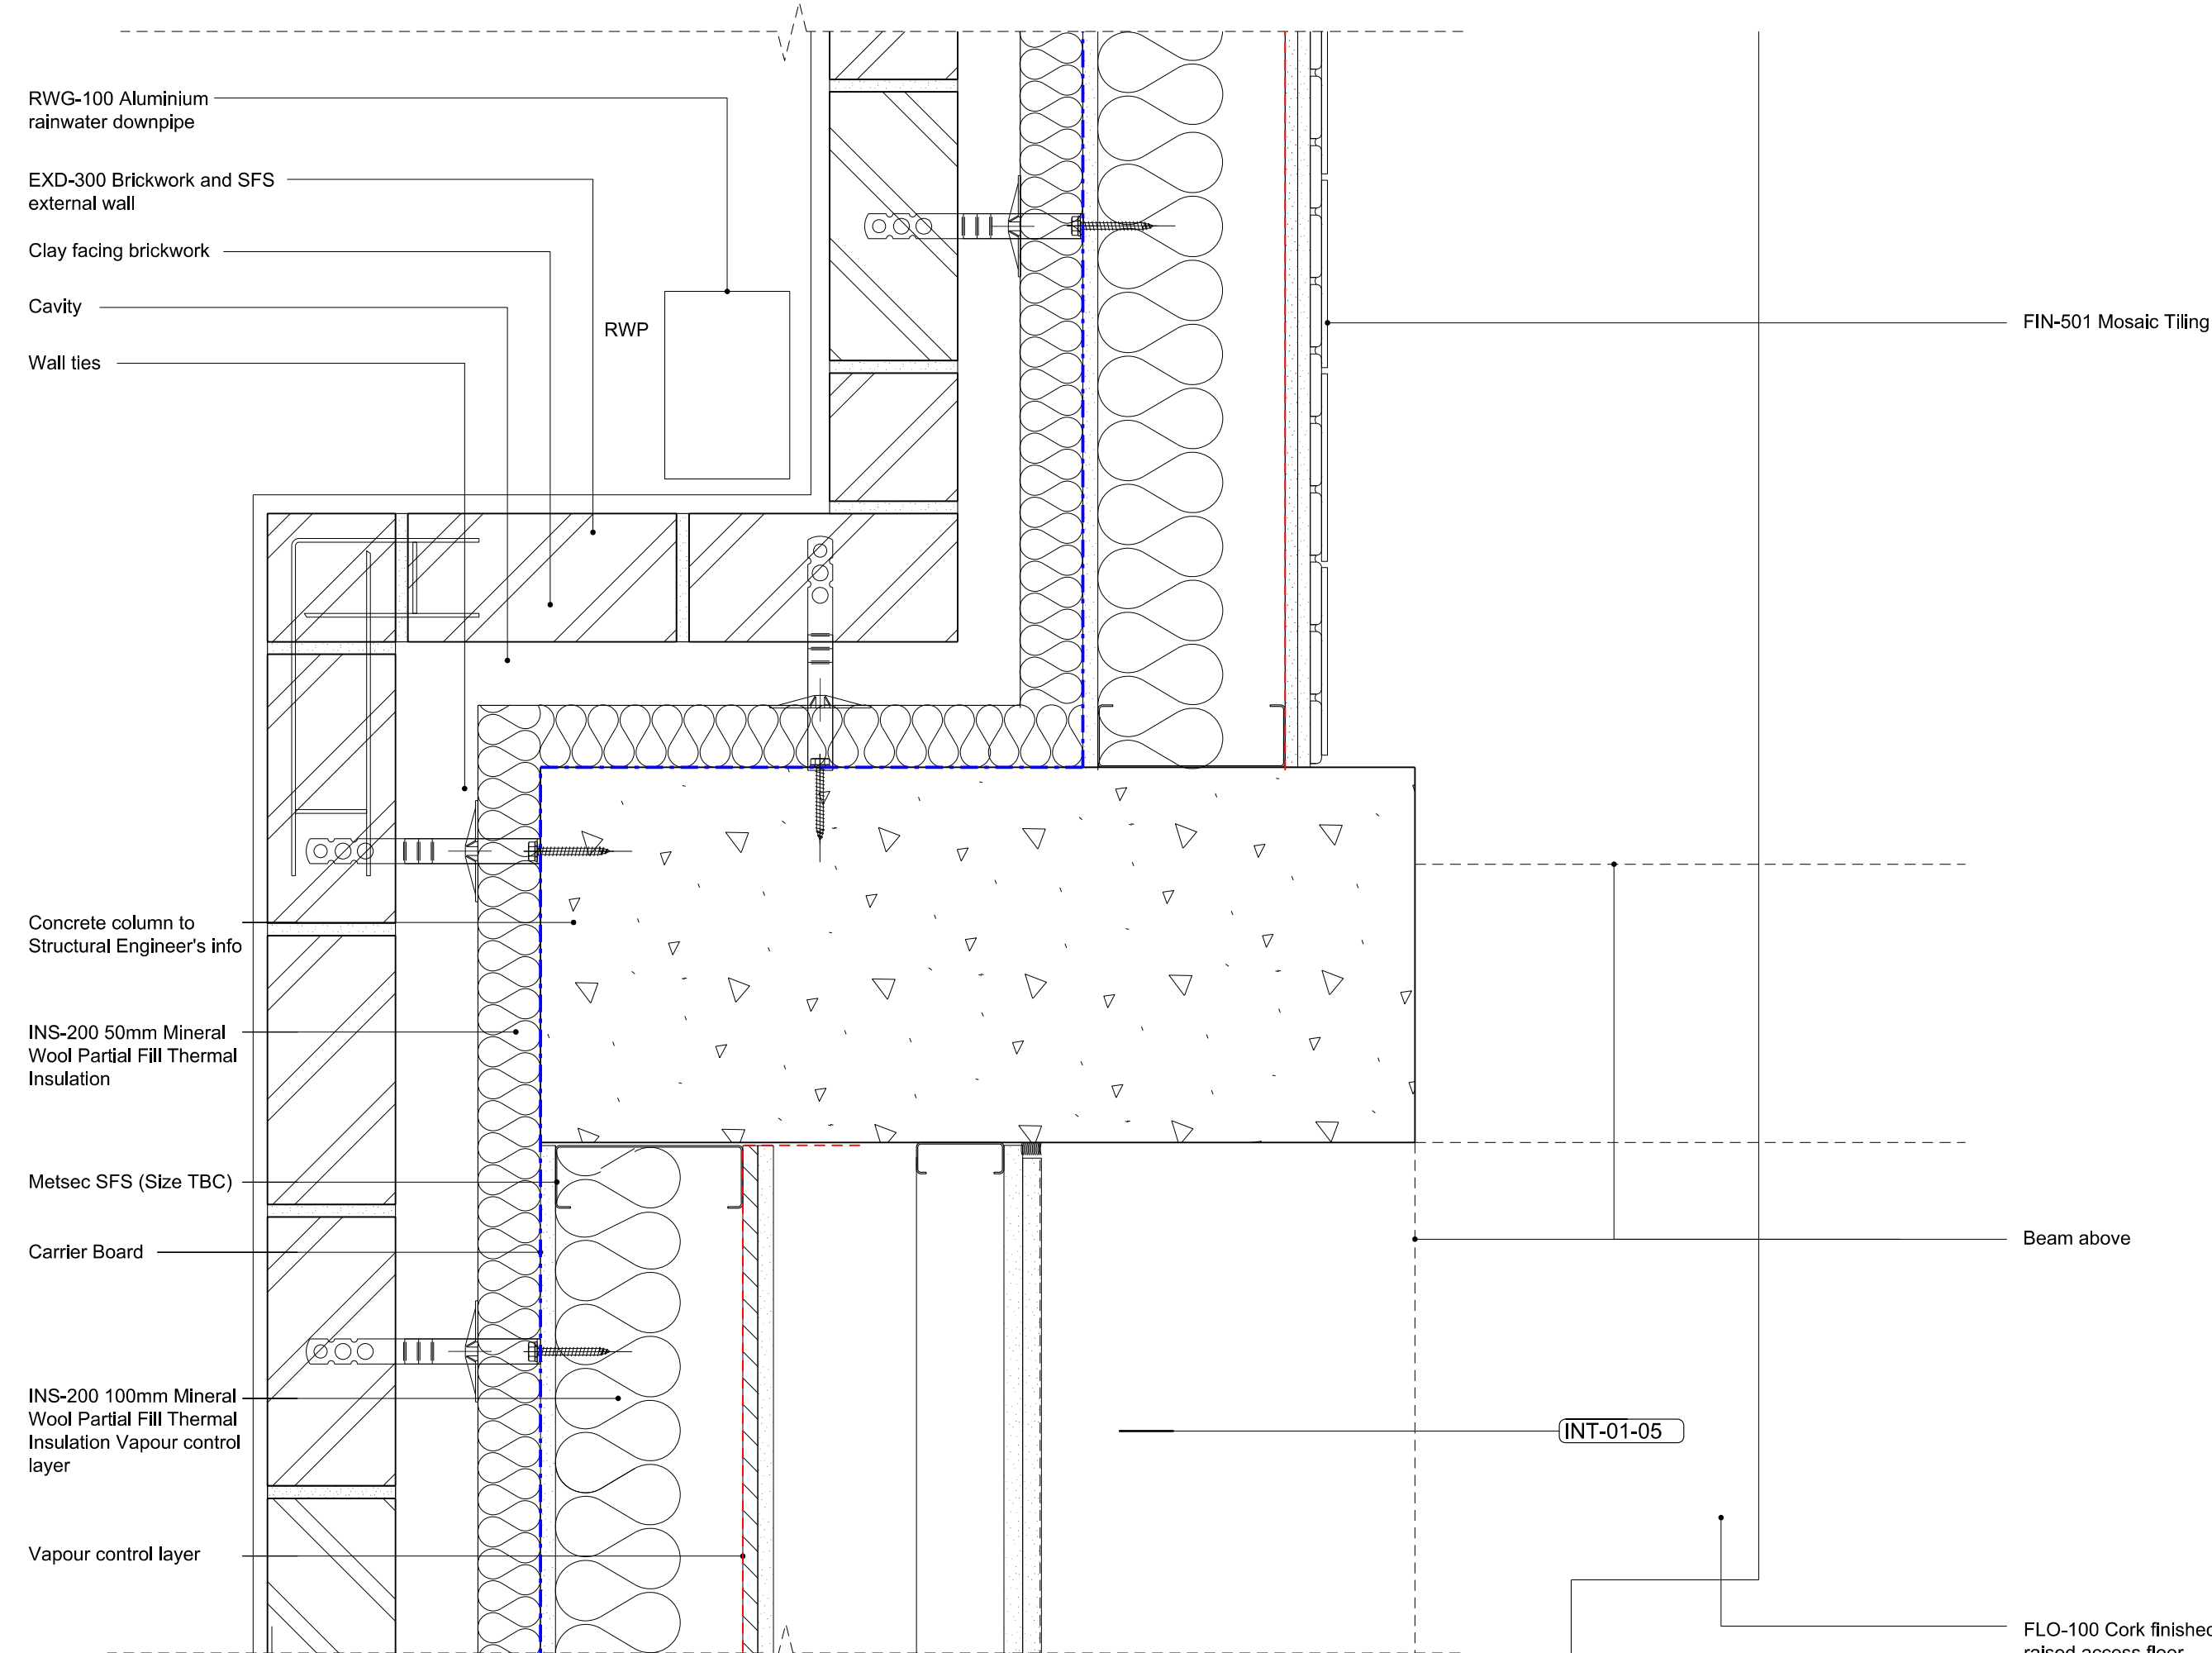 RWG-100 Aluminium
rainwater downpipe
EXD-300 Brickwork and SFS
external wall
Clay facing brickwork
Cavity
Wall ties
RWP
FIN-501 Mosaic Tiling
Concrete column to
Structural Engineer's info
INS-200 50mm Mineral
Wool Partial Fill Thermal
Insulation
Metsec SFS (Size TBC)
Carrier Board
Beam above
INS-200 100mm Mineral
Wool Partial Fill Thermal
Insulation Vapour control
layer
INT-01-05
Vapour control layer
FLO-100 Cork finished
raised access floor